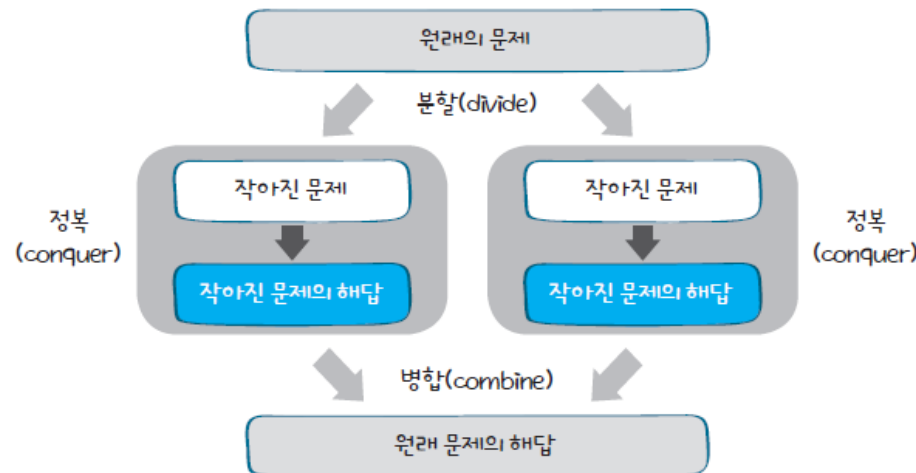 원래의 문제
분할(divide)
작아진 문제
작아진 문제
정복
(conquer)
정복
(conquer)
작아진 문제의 해답
작아진 문제의 해답
병합(combine)
원래 문제의 해답